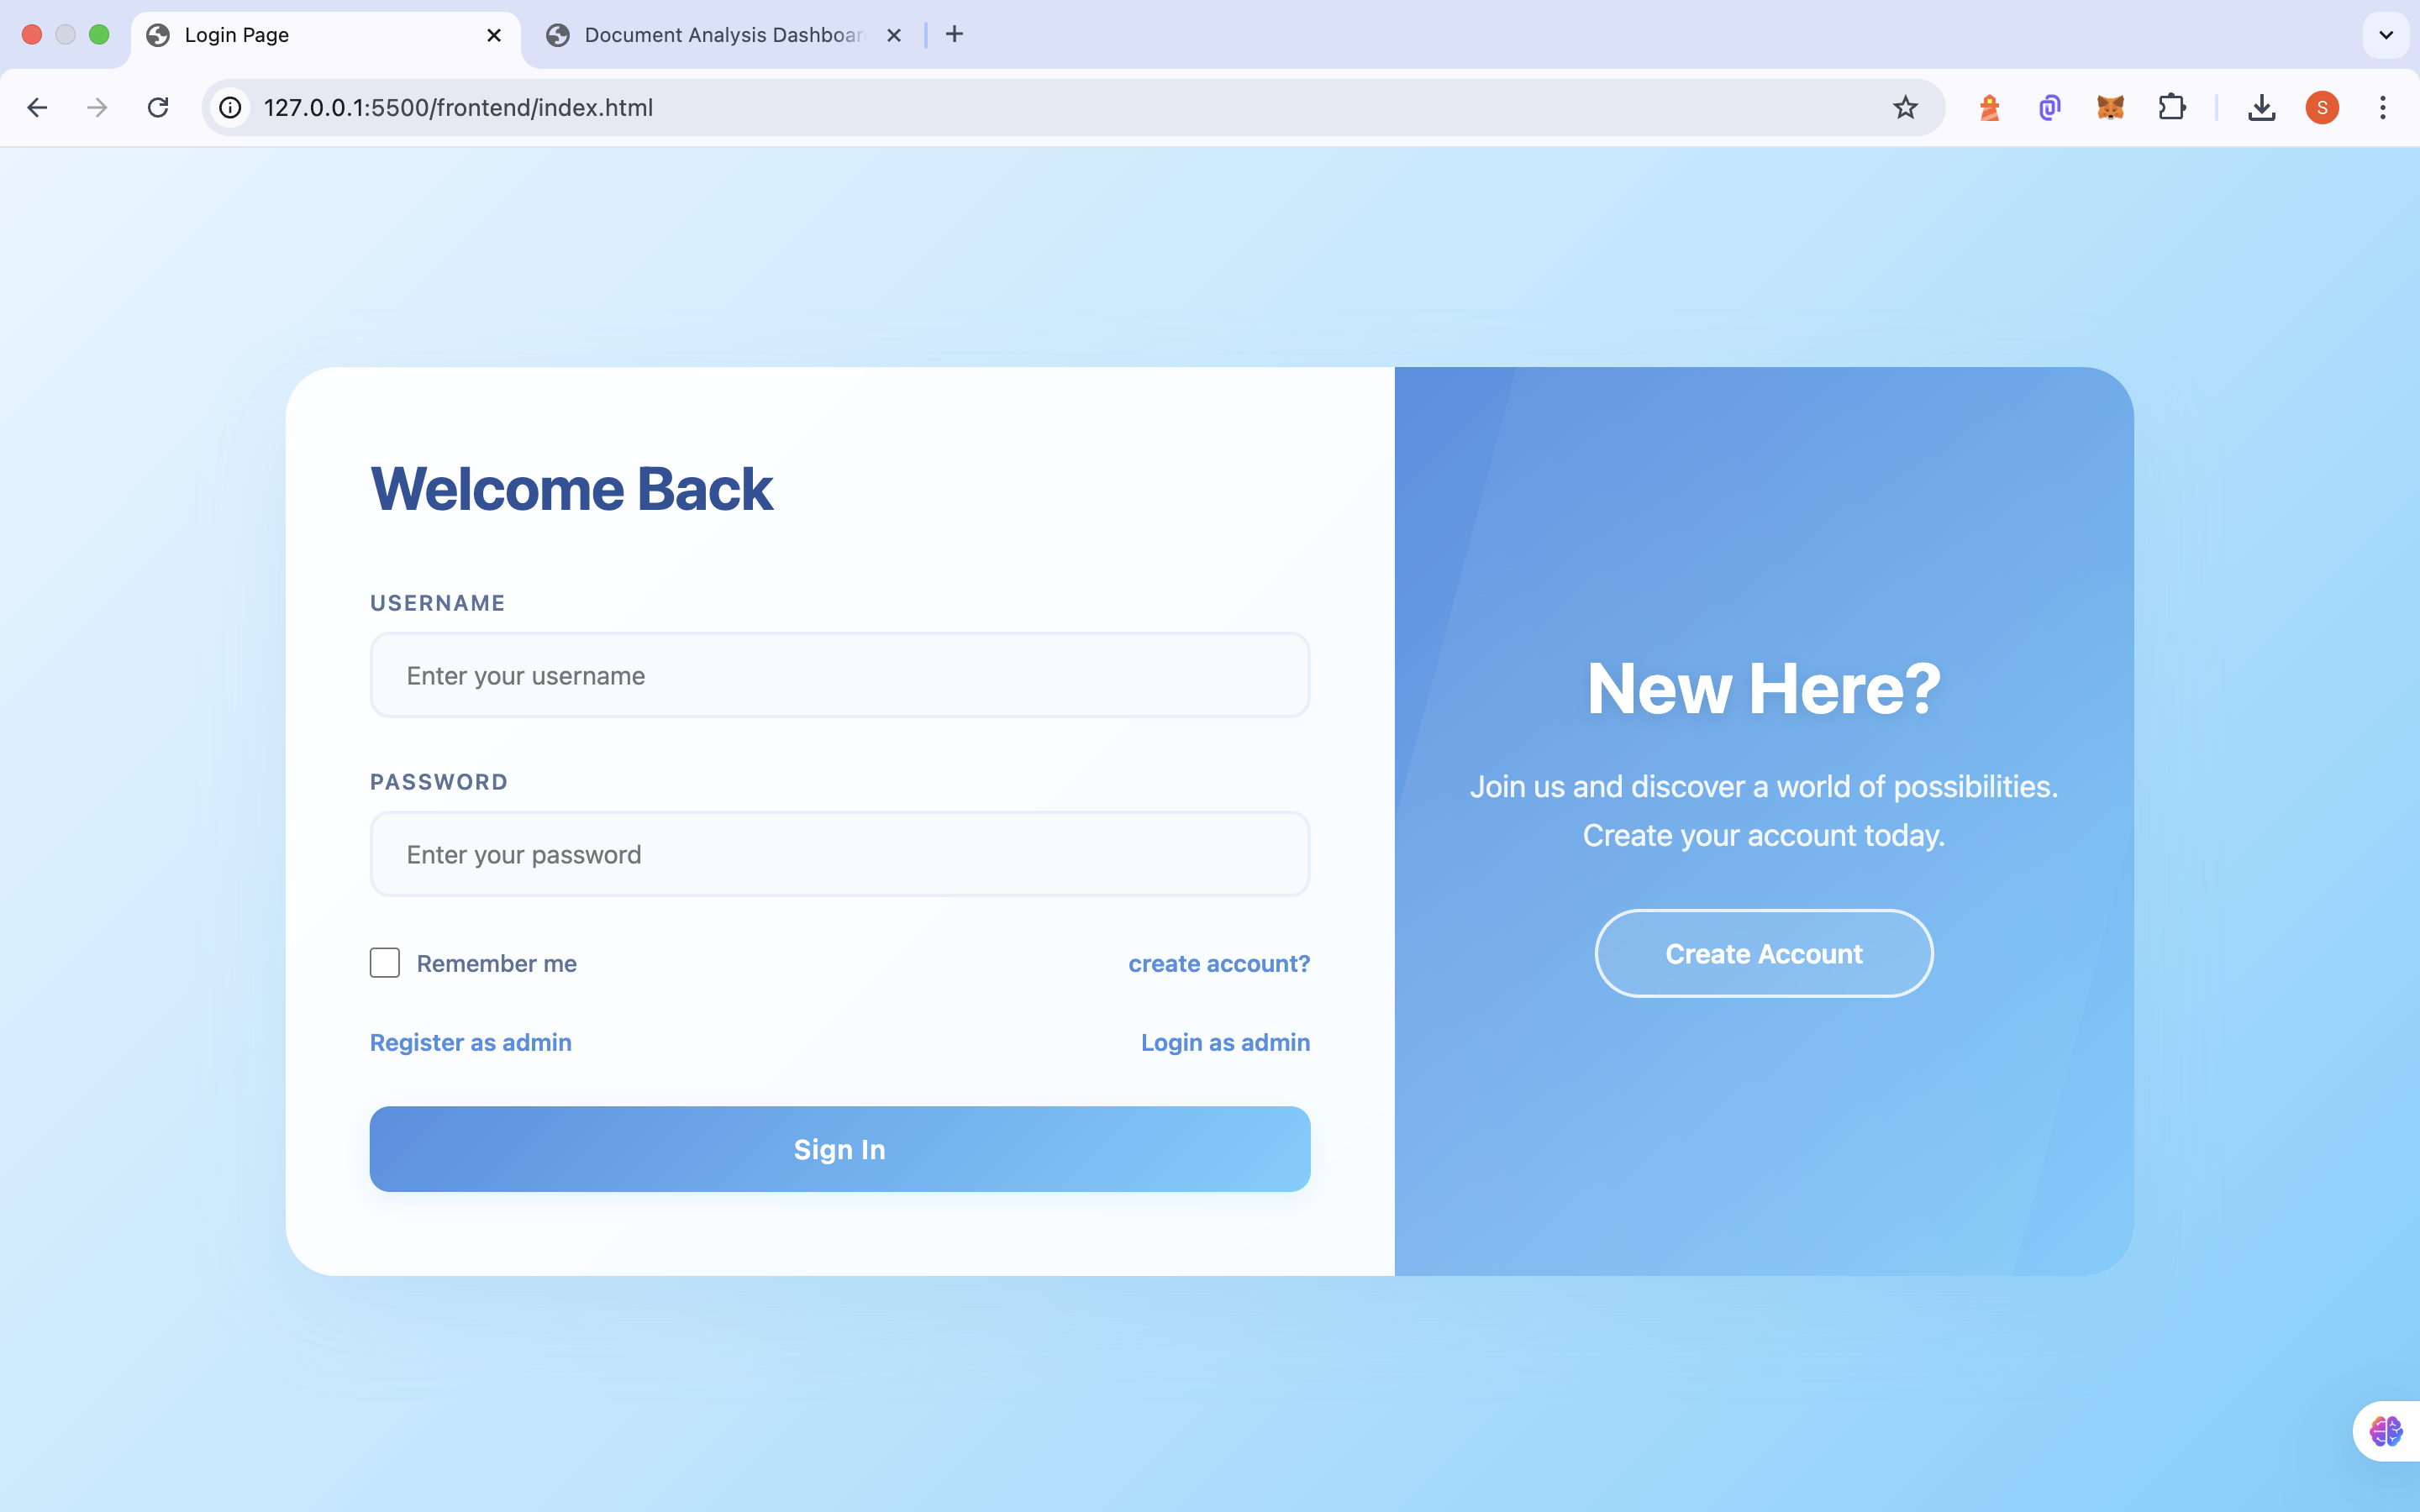 Login Page
Document Analysis Dashboar
127.0.0.1:5500/frontend/index.html
S
Welcome Back
USERNAME
Enter your username
PASSWORD
Enter your password
Remember me
create account?
Register as admin
Login as admin
Sign In
New Here?
Join us and discover a world of possibilities.
Create your account today.
Create Account